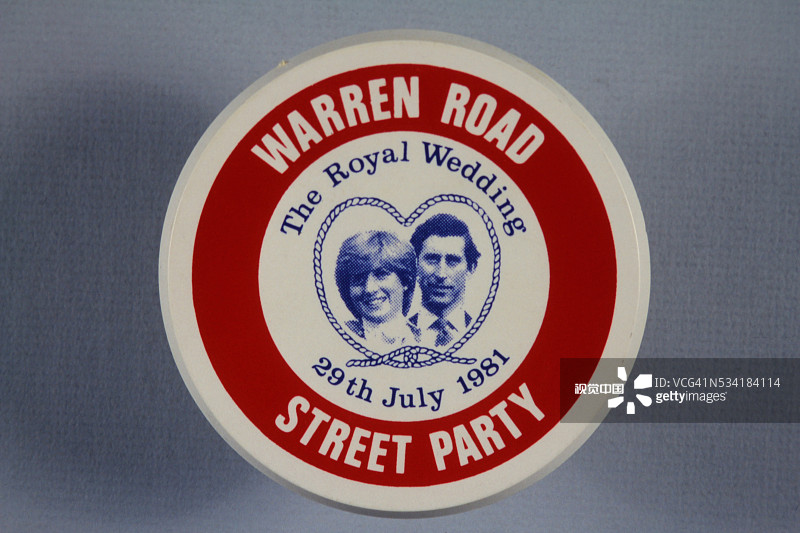 WARREN ROAD
The Royal Wedding
29th July 1981
STREET PARTY
视觉中国
ID: VCG41N534184114
gettyimages